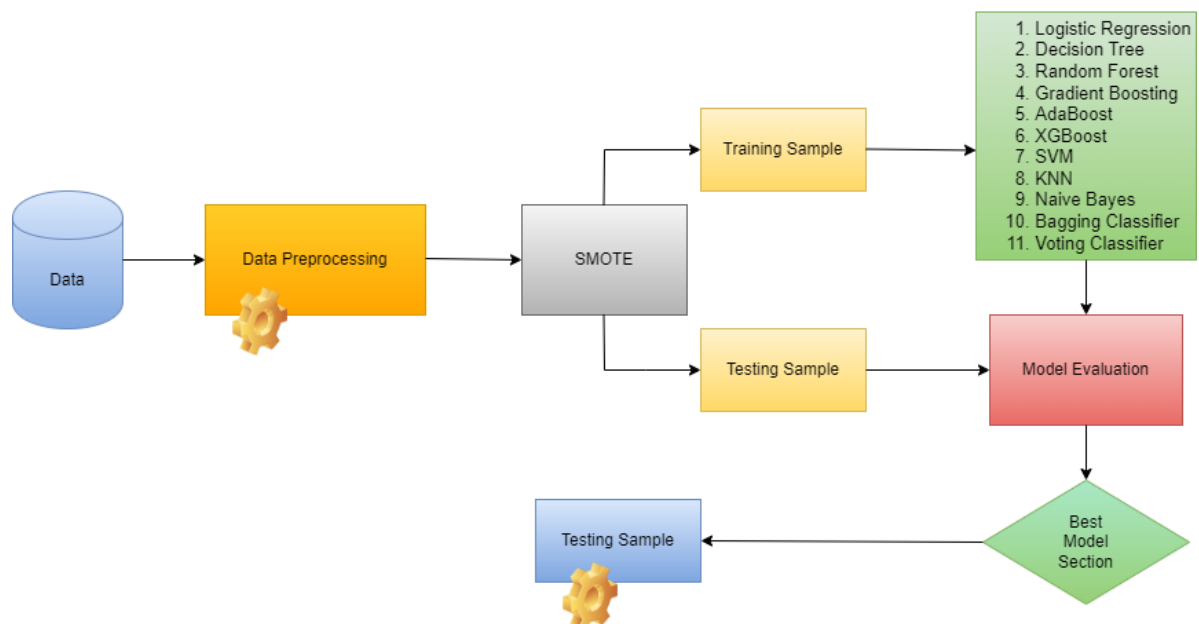 Data
Data Preprocessing
SMOTE
Training Sample
Testing Sample
1. Logistic Regression
2. Decision Tree
3. Random Forest
4. Gradient Boosting
5. AdaBoost
6. XGBoost
7. SVM
8. KNN
9. Naive Bayes
10. Bagging Classifier
11. Voting Classifier
Model Evaluation
Best
Model
Section
Testing Sample